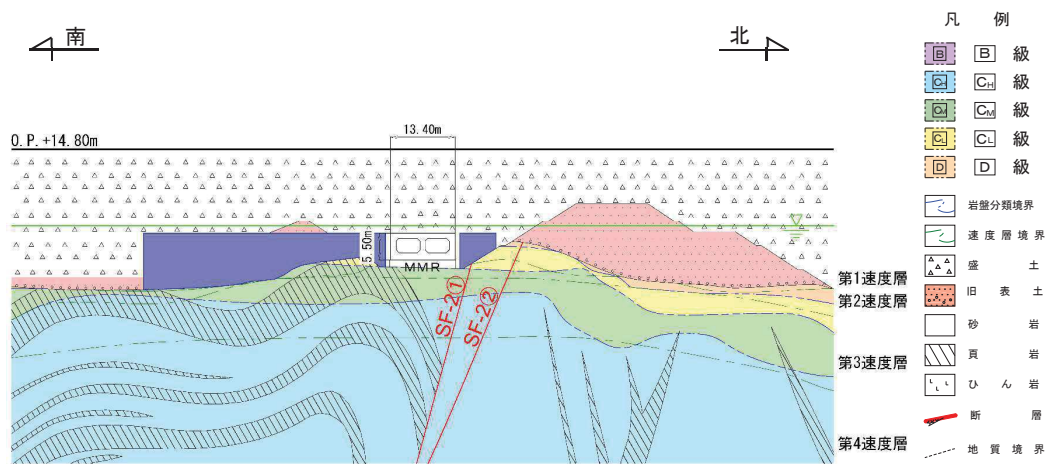 南
北
O.P.+14.80m
13.40m
5.50m
MMR
SF-2①
SF-2②
第1速度層
第2速度層
第3速度層
第4速度層
凡 例
B B 級
CH CH 級
CM CM 級
CL CL 級
D D 級
岩盤分類境界
速度層境界
盛 土
旧 表 土
砂 岩
頁 岩
ひ ん 岩
断 層
地 質 境 界